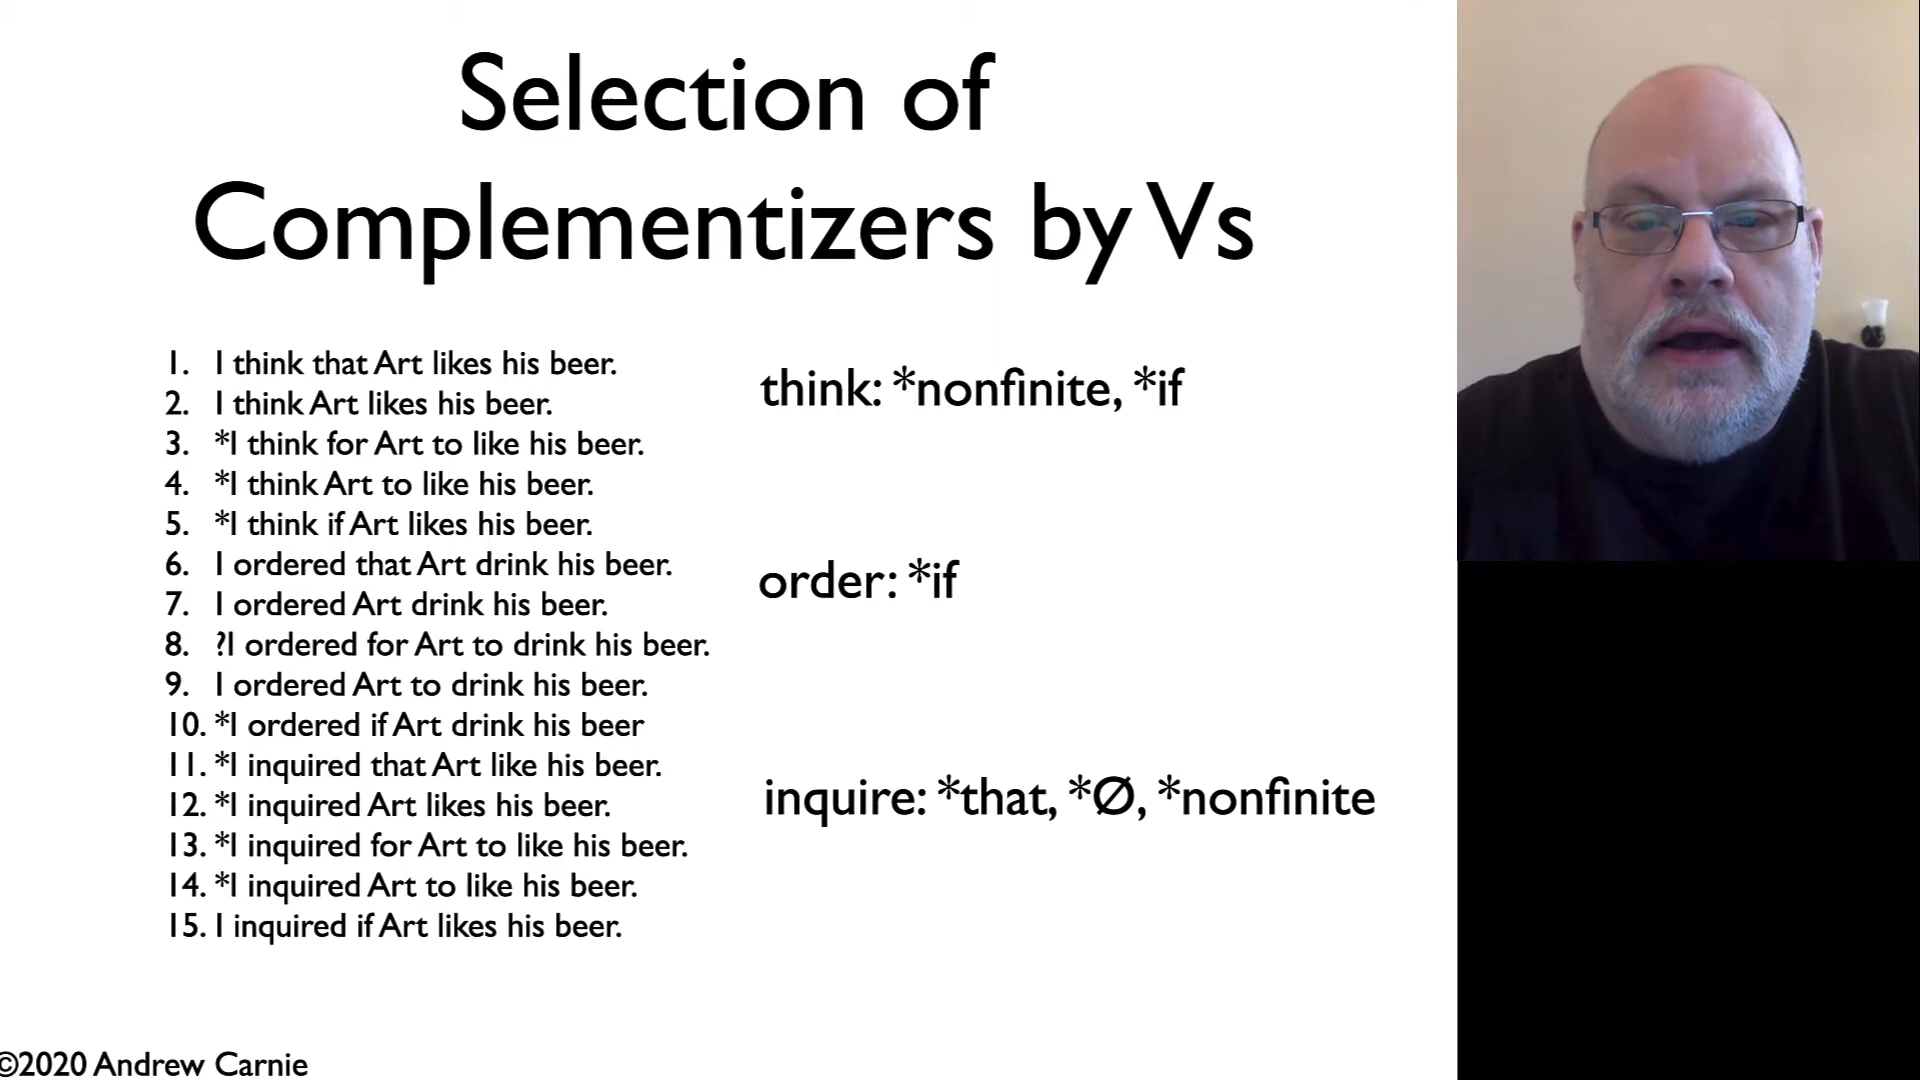 Selection of
Complementizers by Vs
1. I think that Art likes his beer.
2. I think Art likes his beer.
3. *I think for Art to like his beer.
4. *I think Art to like his beer.
5. *I think if Art likes his beer.
6. I ordered that Art drink his beer.
7. I ordered Art drink his beer.
8. ?I ordered for Art to drink his beer.
9. I ordered Art to drink his beer.
10. *I ordered if Art drink his beer
11. *I inquired that Art like his beer.
12. *I inquired Art likes his beer.
13. *I inquired for Art to like his beer.
14. *I inquired Art to like his beer.
15. I inquired if Art likes his beer.
think: *nonfinite, *if
order: *if
inquire: *that, *Ø, *nonfinite
©2020 Andrew Carnie